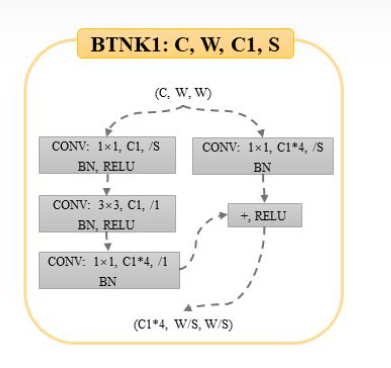 BTNK1: C, W, C1, S
(C, W, W)
CONV: 1×1, C1, /S
BN, RELU
CONV: 3×3, C1, /1
BN, RELU
CONV: 1×1, C1*4, /1
BN
CONV: 1×1, C1*4, /S
BN
+, RELU
(C1*4, W/S, W/S)